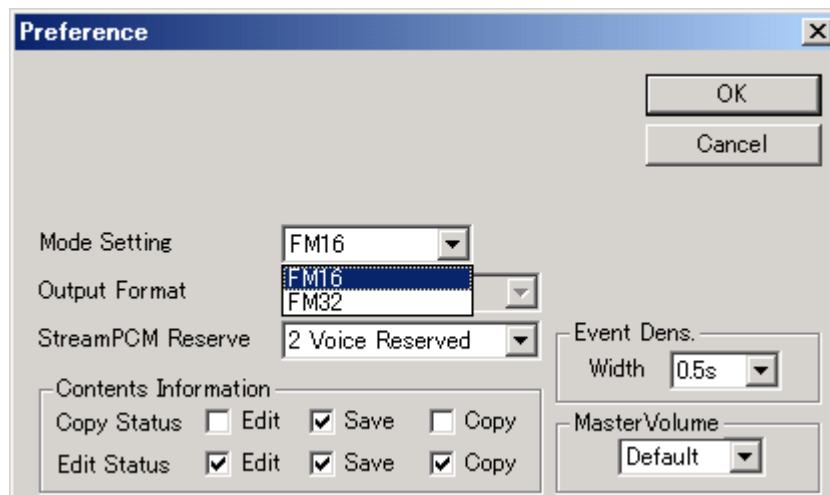 Preference
OK
Cancel
Mode Setting FM16
FM16
Output Format
FM32
StreamPCM Reserve 2 Voice Reserved
Event Dens.
Width 0.5s
Contents Information
Copy Status Edit Save Copy
Edit Status Edit Save Copy
MasterVolume
Default